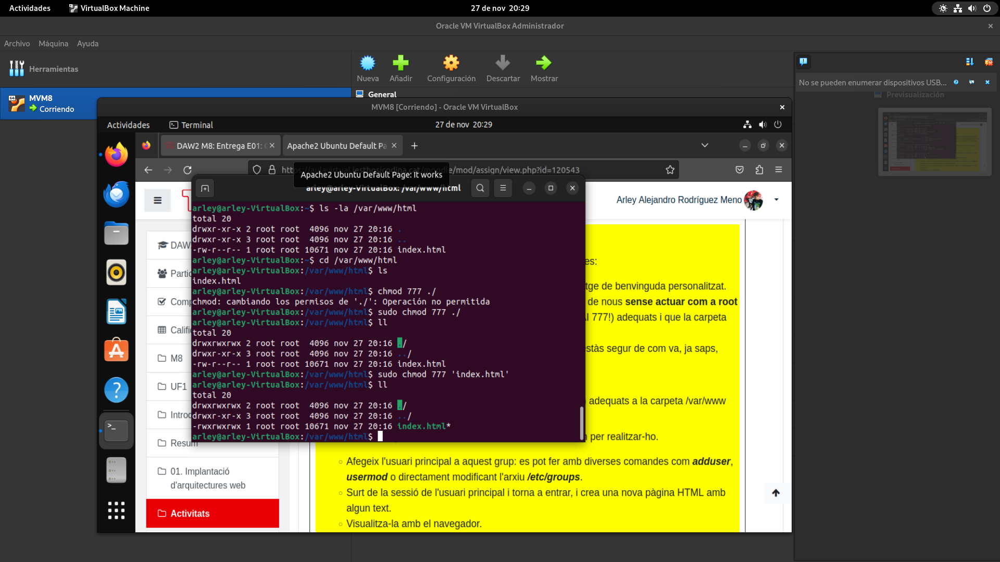 Actividades
VirtualBox Machine
27 de nov 20:29
Oracle VM VirtualBox Administrador
Archivo Máquina Ayuda
Herramientas
Nueva Añadir Configuración Descartar Mostrar
MVM8
Corriendo
General
No se pueden enumerar dispositivos USB...
Previsualización
MVM8 [Corriendo] - Oracle VM VirtualBox
Actividades
Terminal
27 de nov 20:29
DAW2 M8: Entrega E01:
Apache2 Ubuntu Default Pa
https://aulavirtual.iesthosicodina.cat/moodle/mod/assign/view.php?id=120543
Apache2 Ubuntu Default Page: It works
arley@arley-VirtualBox: /var/www/html
Arley Alejandro Rodríguez Meno
arley@arley-VirtualBox:~$ ls -la /var/www/html
total 20
drwxr-xr-x 2 root root 4096 nov 27 20:16 .
drwxr-xr-x 3 root root 4096 nov 27 20:16 ..
-rw-r--r-- 1 root root 10671 nov 27 20:16 index.html
arley@arley-VirtualBox:~$ cd /var/www/html
arley@arley-VirtualBox:/var/www/html$ ls
index.html
arley@arley-VirtualBox:/var/www/html$ chmod 777 ./
chmod: cambiando los permisos de './': Operación no permitida
arley@arley-VirtualBox:/var/www/html$ sudo chmod 777 ./
arley@arley-VirtualBox:/var/www/html$ ll
total 20
drwxrwxrwx 2 root root 4096 nov 27 20:16 ./
drwxr-xr-x 3 root root 4096 nov 27 20:16 ../
-rw-r--r-- 1 root root 10671 nov 27 20:16 index.html
arley@arley-VirtualBox:/var/www/html$ sudo chmod 777 'index.html'
arley@arley-VirtualBox:/var/www/html$ ll
total 20
drwxrwxrwx 2 root root 4096 nov 27 20:16 ./
drwxr-xr-x 3 root root 4096 nov 27 20:16 ../
-rwxrwxrwx 1 root root 10671 nov 27 20:16 index.html*
arley@arley-VirtualBox:/var/www/html$
DAW
Partic
Comp
Calific
M8
UF1
Introd
Resum
01. Implantació
d'arquitectures web
Activitats
es:
tge de benvinguda personalitzat.
de nous sense actuar com a root
777!) adequats i que la carpeta
stàs segur de com va, ja saps,
) adequats a la carpeta /var/www
per realitzar-ho.
Afegeix l'usuari principal a aquest grup: es pot fer amb diverses comandes com adduser,
usermod o directament modificant l'arxiu /etc/groups.
Surt de la sessió de l'usuari principal i torna a entrar, i crea una nova pàgina HTML amb
algun text.
Visualitza-la amb el navegador.